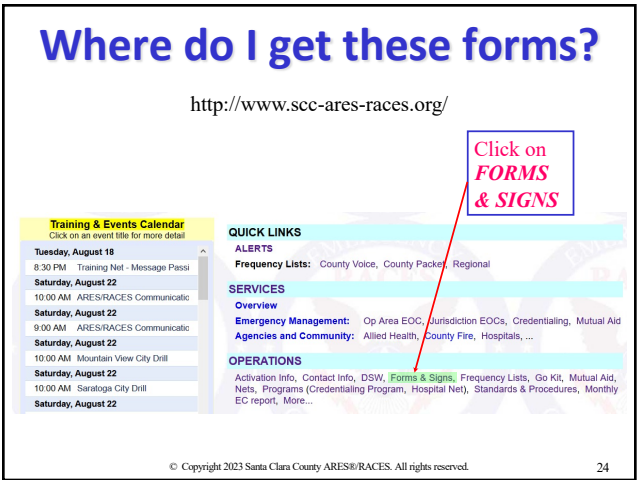 Where do I get these forms?
http://www.scc-ares-races.org/
Click on
FORMS
& SIGNS
Training & Events Calendar
Click on an event title for more detail
Tuesday, August 18
8:30 PM Training Net - Message Passi
Saturday, August 22
10:00 AM ARES/RACES Communicatic
Saturday, August 22
9:00 AM ARES/RACES Communicatic
Saturday, August 22
10:00 AM Mountain View City Drill
Saturday, August 22
10:00 AM Saratoga City Drill
Saturday, August 22
QUICK LINKS
ALERTS
Frequency Lists: County Voice, County Packet, Regional
SERVICES
Overview
Emergency Management: Op Area EOC, Jurisdiction EOCs, Credentialing, Mutual Aid
Agencies and Community: Allied Health, County Fire, Hospitals, ...
OPERATIONS
Activation Info, Contact Info, DSW, Forms & Signs, Frequency Lists, Go Kit, Mutual Aid,
Nets, Programs (Credentialing Program, Hospital Net), Standards & Procedures, Monthly
EC report, More...
© Copyright 2023 Santa Clara County ARES®/RACES. All rights reserved.
24